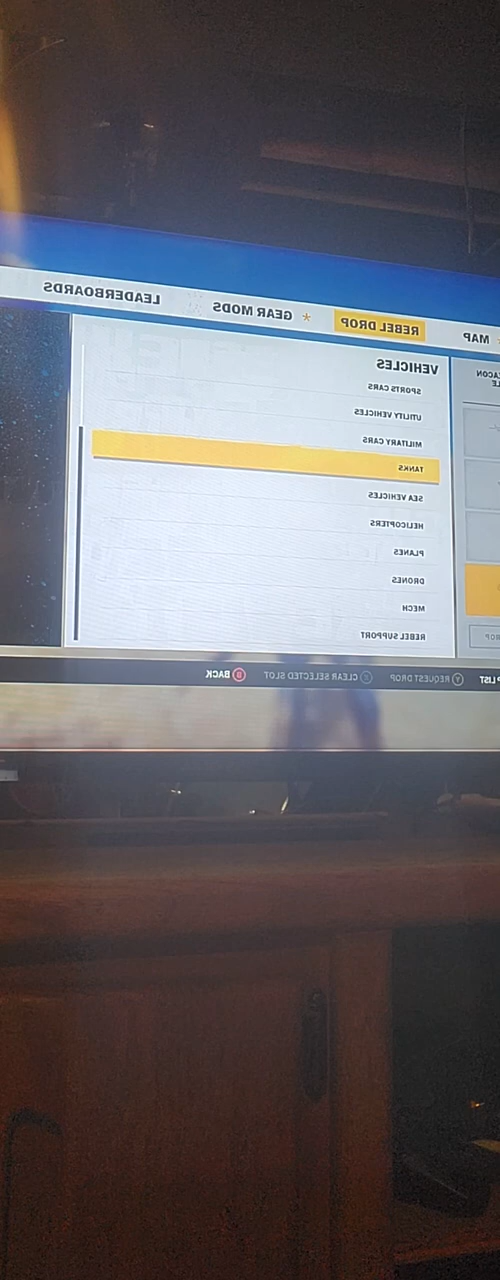 MAP REBEL DROP GEAR MODS LEADERBOARDS
VEHICLES
SPORTS CARS
UTILITY VEHICLES
MILITARY CARS
TANKS
SEA VEHICLES
HELICOPTERS
PLANES
DRONES
MECH
REBEL SUPPORT
LIST Y REQUEST DROP X CLEAR SELECTED SLOT B BACK